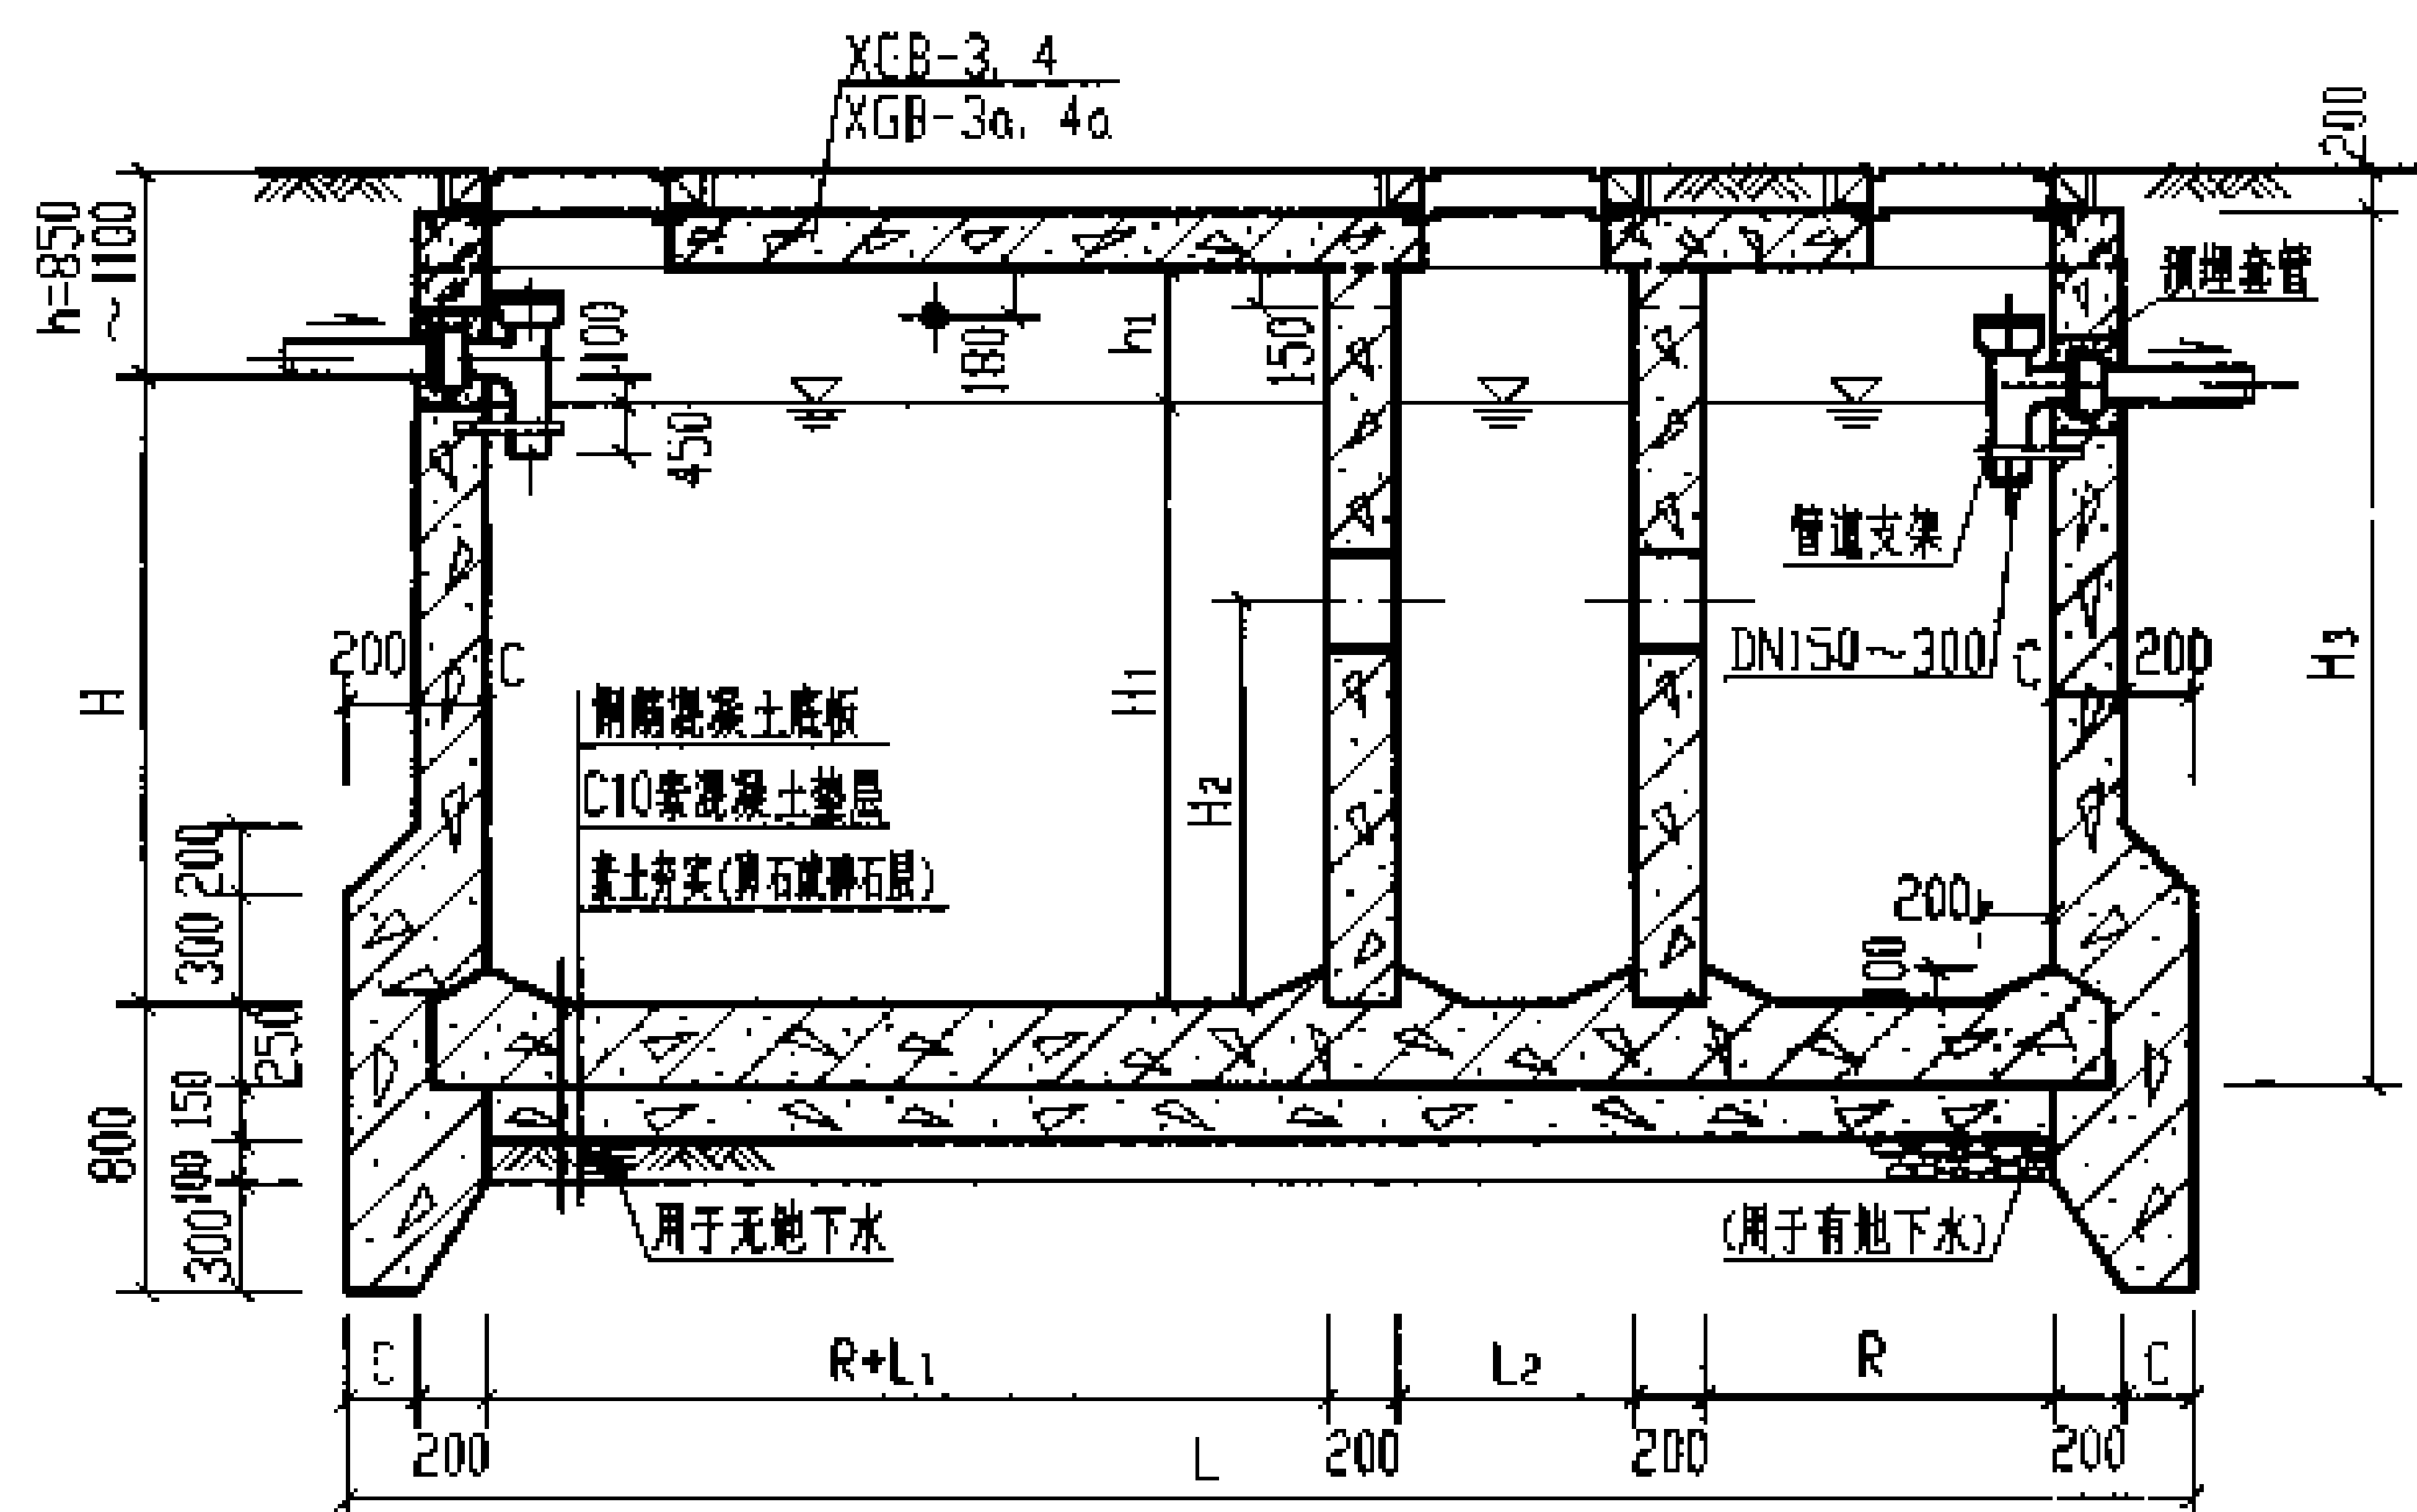 XGB-3、4
XGB-3a、4a
200
h=850
~1100
预埋套管
100
180
h1
150
450
管道支架
DN150~300
200
C
C
200
H
H1
H2
H3
钢筋混凝土底板
C10素混凝土垫层
素土夯实(卵石或碎石层)
200
300
200
100
250
150
100
800
300
用于无地下水
(用于有地下水)
C
R+L1
L2
R
C
200
L
200
200
200